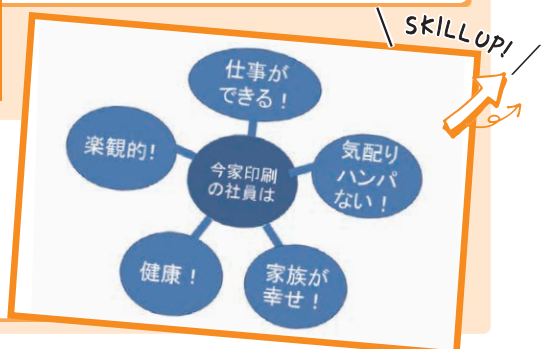 SKILL UP!
仕事が
できる！
楽観的！
気配り
ハンパ
ない！
今家印刷
の社員は
健康！
家族が
幸せ！